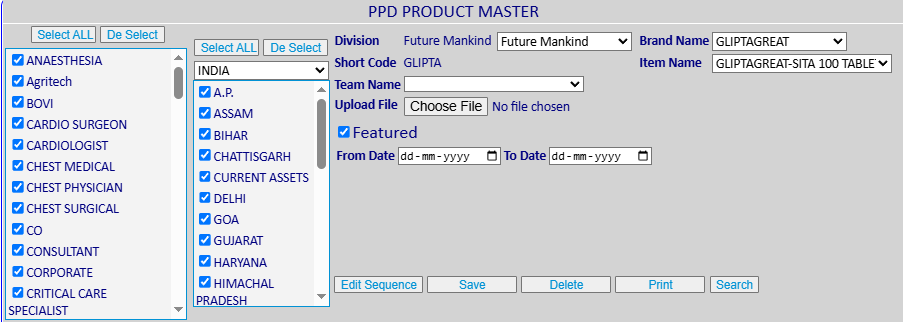 PPD PRODUCT MASTER
Select ALL De Select
ANAESTHESIA
Agritech
BOVI
CARDIO SURGEON
CARDIOLOGIST
CHEST MEDICAL
CHEST PHYSICIAN
CHEST SURGICAL
CO
CONSULTANT
CORPORATE
CRITICAL CARE
SPECIALIST
Select ALL De Select
INDIA
A.P.
ASSAM
BIHAR
CHATTISGARH
CURRENT ASSETS
DELHI
GOA
GUJARAT
HARYANA
HIMACHAL
PRADESH
Division Future Mankind Future Mankind Brand Name GLIPTAGREAT
Short Code GLIPTA Item Name GLIPTAGREAT-SITA 100 TABLE
Team Name
Upload File Choose File No file chosen
Featured
From Date dd-mm-yyyy To Date dd-mm-yyyy
Edit Sequence Save Delete Print Search